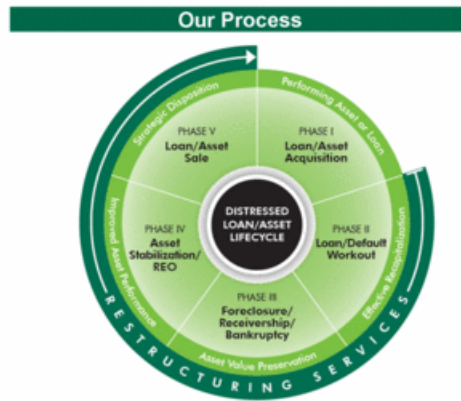 Our Process
PHASE I
Loan/Asset
Acquisition
Performing Asset or Loan
PHASE II
Loan/Default
Workout
Effective Recapitalization
PHASE III
Foreclosure/
Receivership/
Bankruptcy
Asset Value Preservation
PHASE IV
Asset
Stabilization/
REO
Improved Asset Performance
PHASE V
Loan/Asset
Sale
Strategic Disposition
DISTRESSED
LOAN/ASSET
LIFECYCLE
RESTRUCTURING SERVICES